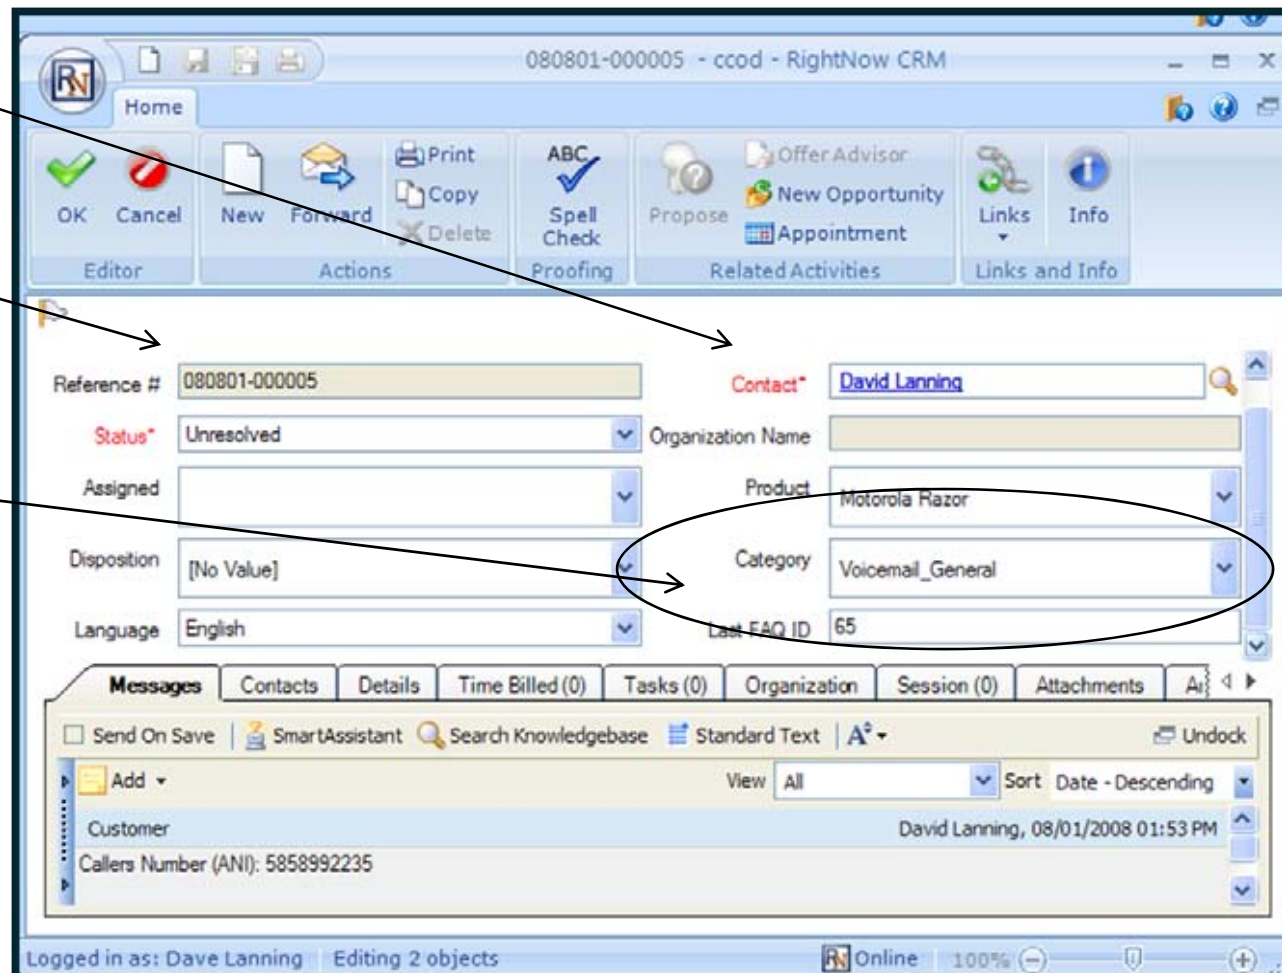 080801-000005 - ccod - RightNow CRM
RN
Home
OK Cancel New Forward Print Copy Delete ABC Spell Check Propose Offer Advisor New Opportunity Appointment Links Info
Editor Actions Proofing Related Activities Links and Info
Reference # 080801-000005 Contact* David Lanning
Status* Unresolved Organization Name
Assigned Product Motorola Razor
Disposition [No Value] Category Voicemail_General
Language English Last FAQ ID 65
Messages Contacts Details Time Billed (0) Tasks (0) Organization Session (0) Attachments
Send On Save SmartAssistant Search Knowledgebase Standard Text A Undock
Add View All Sort Date - Descending
Customer David Lanning, 08/01/2008 01:53 PM
Callers Number (ANI): 5858992235
Logged in as: Dave Lanning Editing 2 objects RN Online 100%